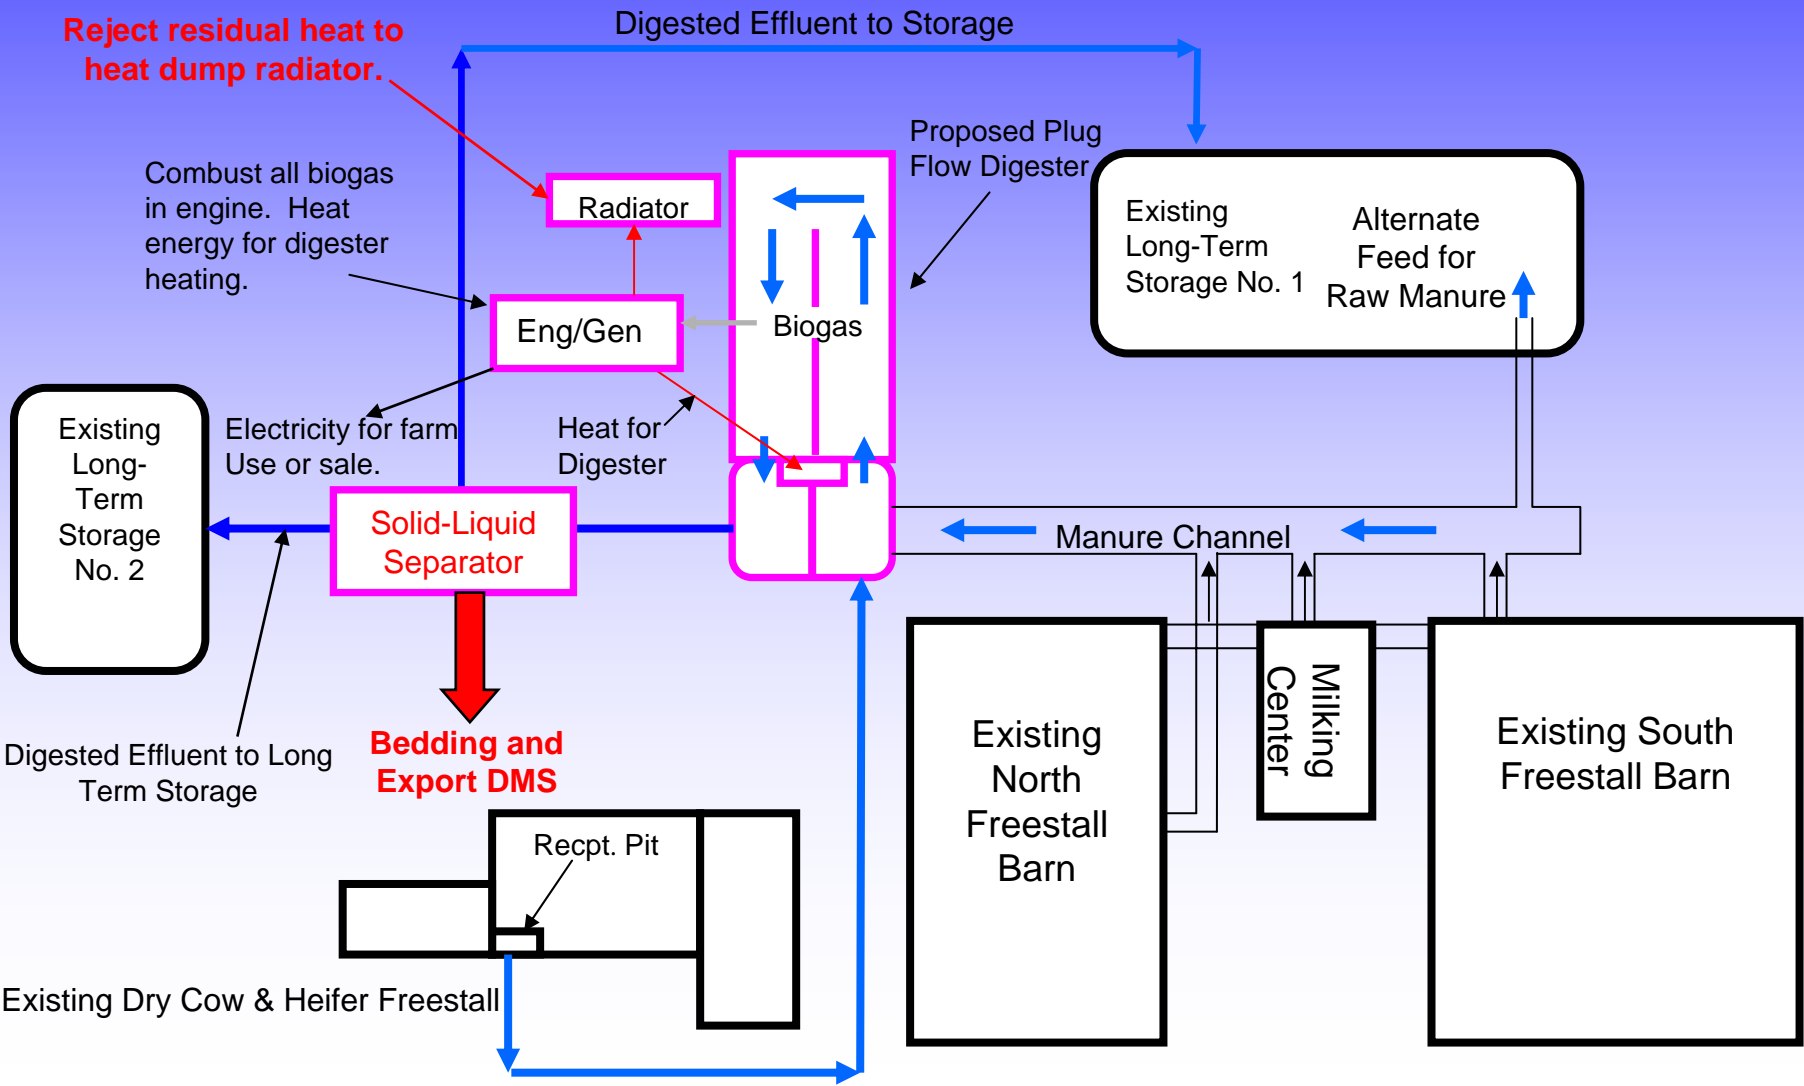 Reject residual heat to
heat dump radiator.
Digested Effluent to Storage
Combust all biogas
in engine.  Heat
energy for digester
heating.
Radiator
Proposed Plug
Flow Digester
Existing
Long-Term
Storage No. 1
Alternate
Feed for
Raw Manure
Eng/Gen
Biogas
Existing
Long-
Term
Storage
No. 2
Electricity for farm
Use or sale.
Heat for
Digester
Solid-Liquid
Separator
Manure Channel
Digested Effluent to Long
Term Storage
Bedding and
Export DMS
Existing
North
Freestall
Barn
Milking
Center
Existing South
Freestall Barn
Recpt. Pit
Existing Dry Cow & Heifer Freestall